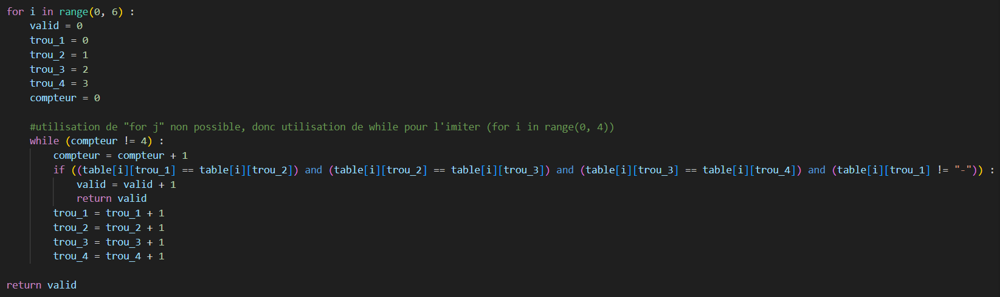 for i in range(0, 6) :
    valid = 0
    trou_1 = 0
    trou_2 = 1
    trou_3 = 2
    trou_4 = 3
    compteur = 0

    #utilisation de "for j" non possible, donc utilisation de while pour l'imiter (for i in range(0, 4))
    while (compteur != 4) :
        compteur = compteur + 1
        if ((table[i][trou_1] == table[i][trou_2]) and (table[i][trou_2] == table[i][trou_3]) and (table[i][trou_3] == table[i][trou_4]) and (table[i][trou_1] != "-")) :
            valid = valid + 1
            return valid
        trou_1 = trou_1 + 1
        trou_2 = trou_2 + 1
        trou_3 = trou_3 + 1
        trou_4 = trou_4 + 1

return valid